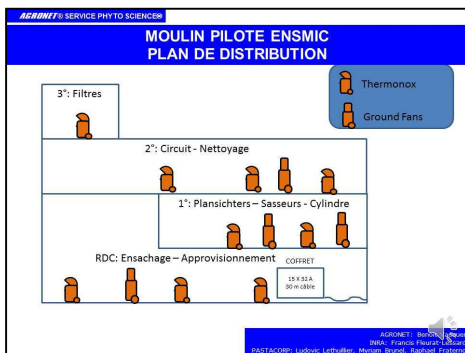 AGRONET® SERVICE PHYTO SCIENCE®
MOULIN PILOTE ENSMIC
PLAN DE DISTRIBUTION
Thermonox
Ground Fans
3°: Filtres
2°: Circuit - Nettoyage
1°: Plansichters – Sasseurs - Cylindre
RDC: Ensachage – Approvisionnement
COFFRET
15 X 32 A
30 m câble
AGRONET:
INRA: Francis Fleurat-Lessard
PASTACORP: Ludovic Lethuillier, Myriam Brunel, Raphael Fraterno